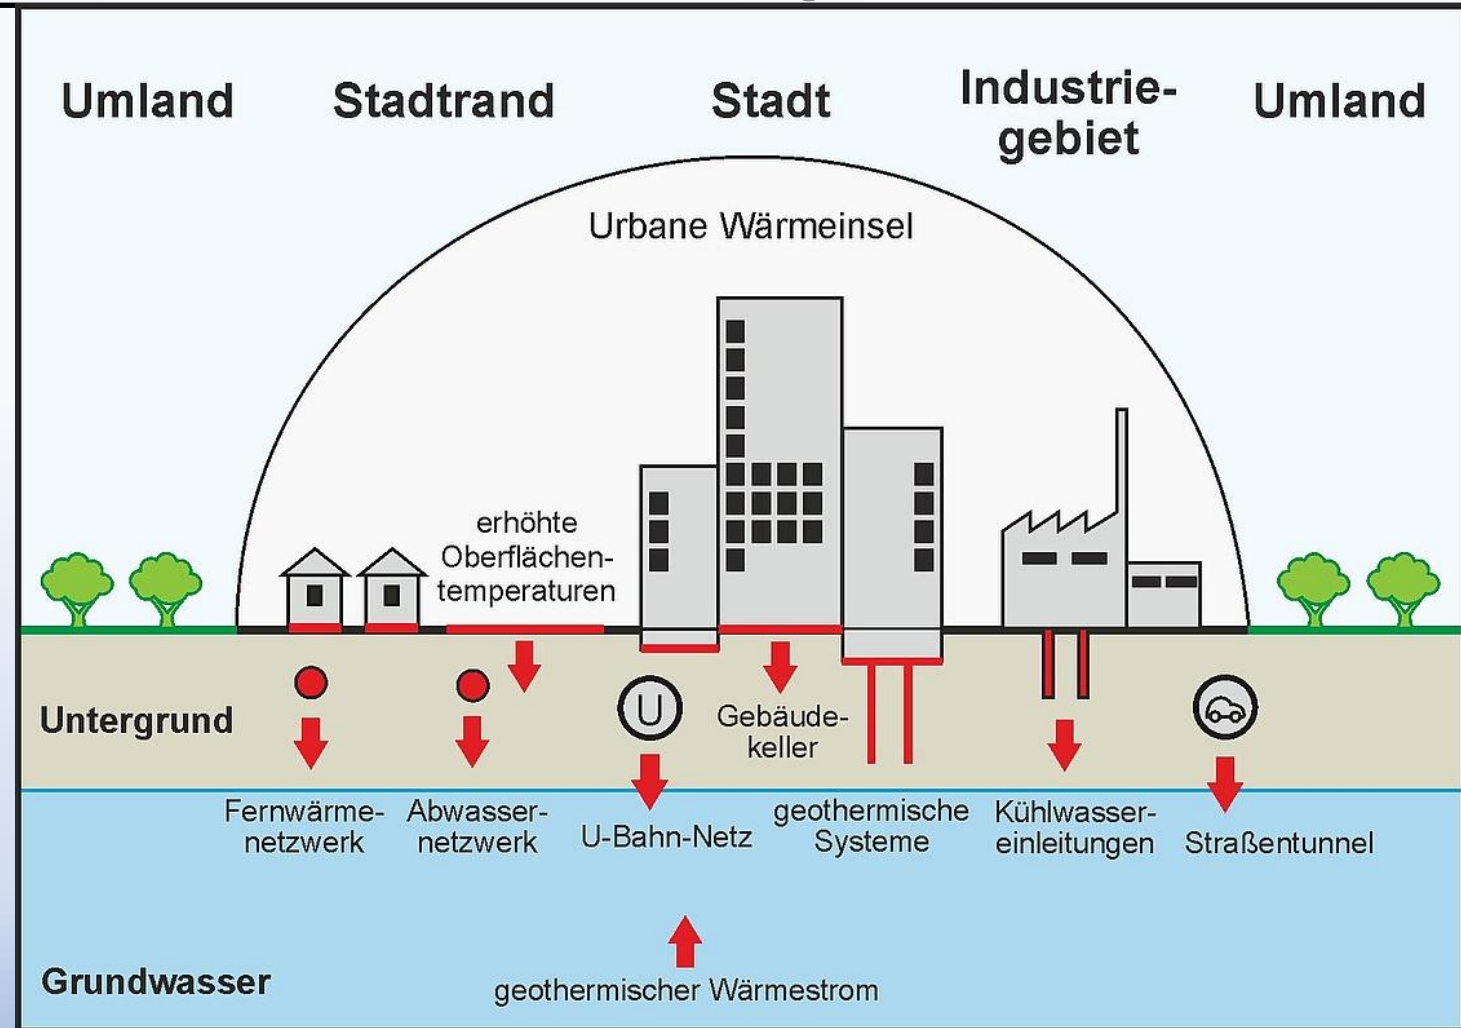 Umland
Stadtrand
Stadt
Industrie-
gebiet
Umland
Urbane Wärmeinsel
erhöhte
Oberflächen-
temperaturen
Untergrund
U
Gebäude-
keller
Fernwärme-
netzwerk
Abwasser-
netzwerk
U-Bahn-Netz
geothermische
Systeme
Kühlwasser-
einleitungen
Straßentunnel
geothermischer Wärmestrom
Grundwasser